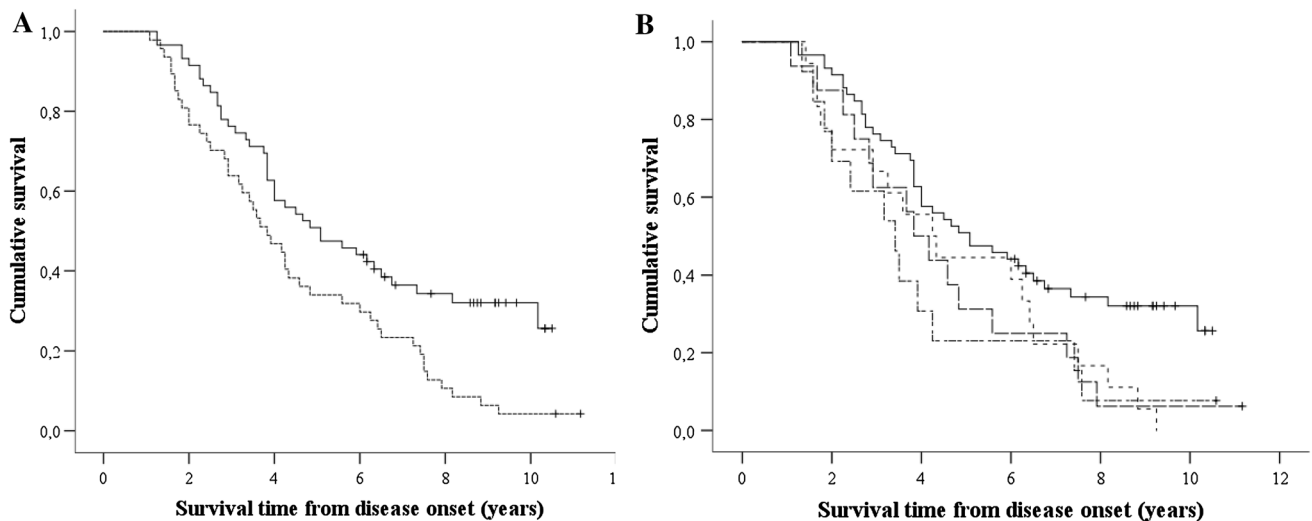 A
Cumulative survival
1,0
0,8
0,6
0,4
0,2
0,0
0 2 4 6 8 10 1
Survival time from disease onset (years)
B
Cumulative survival
1,0
0,8
0,6
0,4
0,2
0,0
0 2 4 6 8 10 12
Survival time from disease onset (years)